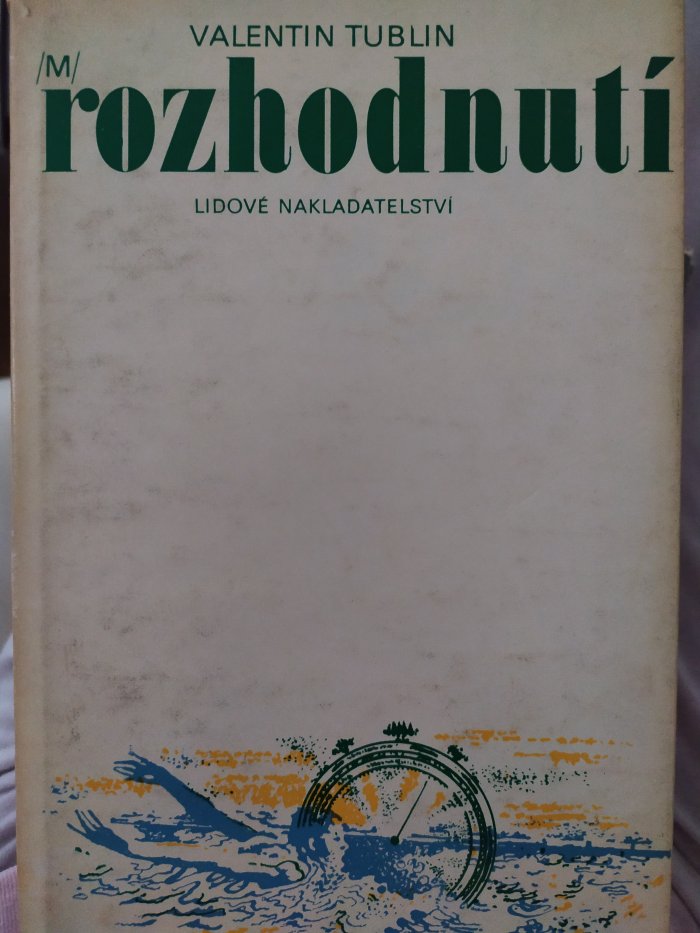 VALENTIN TUBLIN
/M/
rozhodnutí
LIDOVÉ NAKLADATELSTVÍ